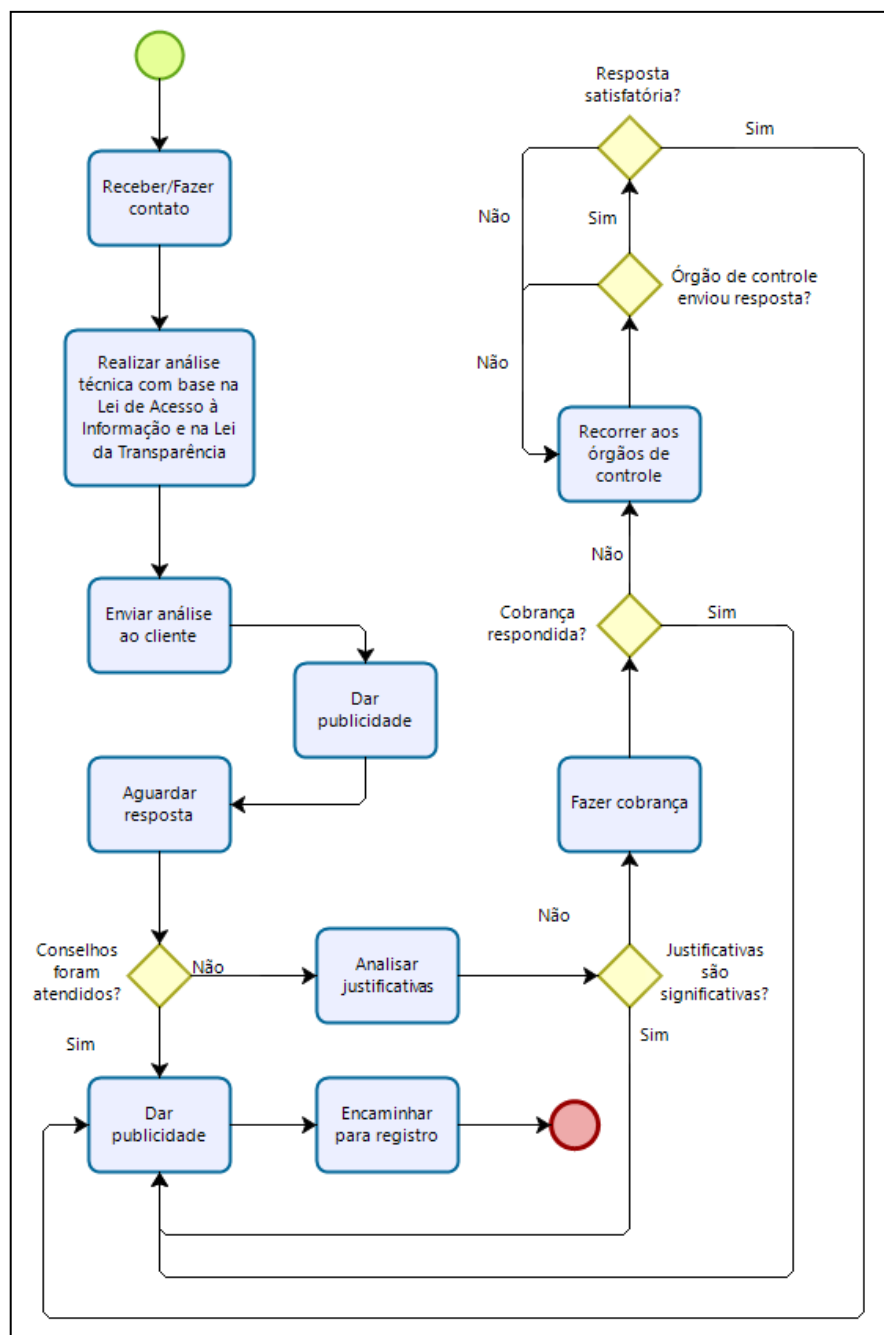 Receber/Fazer
contato
Realizar análise
técnica com base na
Lei de Acesso à
Informação e na Lei
da Transparência
Enviar análise
ao cliente
Dar
publicidade
Aguardar
resposta
Conselhos
foram
atendidos?
Não
Sim
Analisar
justificativas
Justificativas
são
significativas?
Não
Sim
Dar
publicidade
Encaminhar
para registro
Fazer cobrança
Cobrança
respondida?
Sim
Não
Recorrer aos
órgãos de
controle
Órgão de controle
enviou resposta?
Não
Sim
Resposta
satisfatória?
Não
Sim